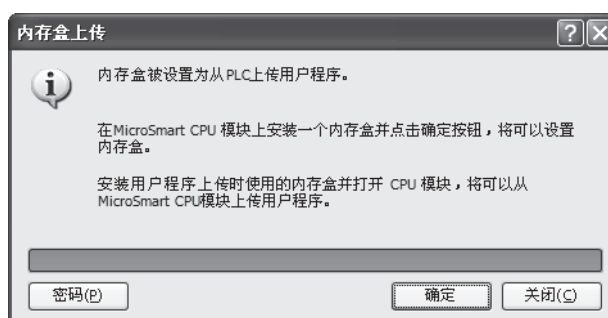 内存盒上传
内存盒被设置为从PLC上传用户程序。
在MicroSmart CPU 模块上安装一个内存盒并点击确定按钮，将可以设置
内存盒。
安装用户程序上传时使用的内存盒并打开 CPU 模块，将可以从
MicroSmart CPU模块上传用户程序。
密码(P) 确定 关闭(C)